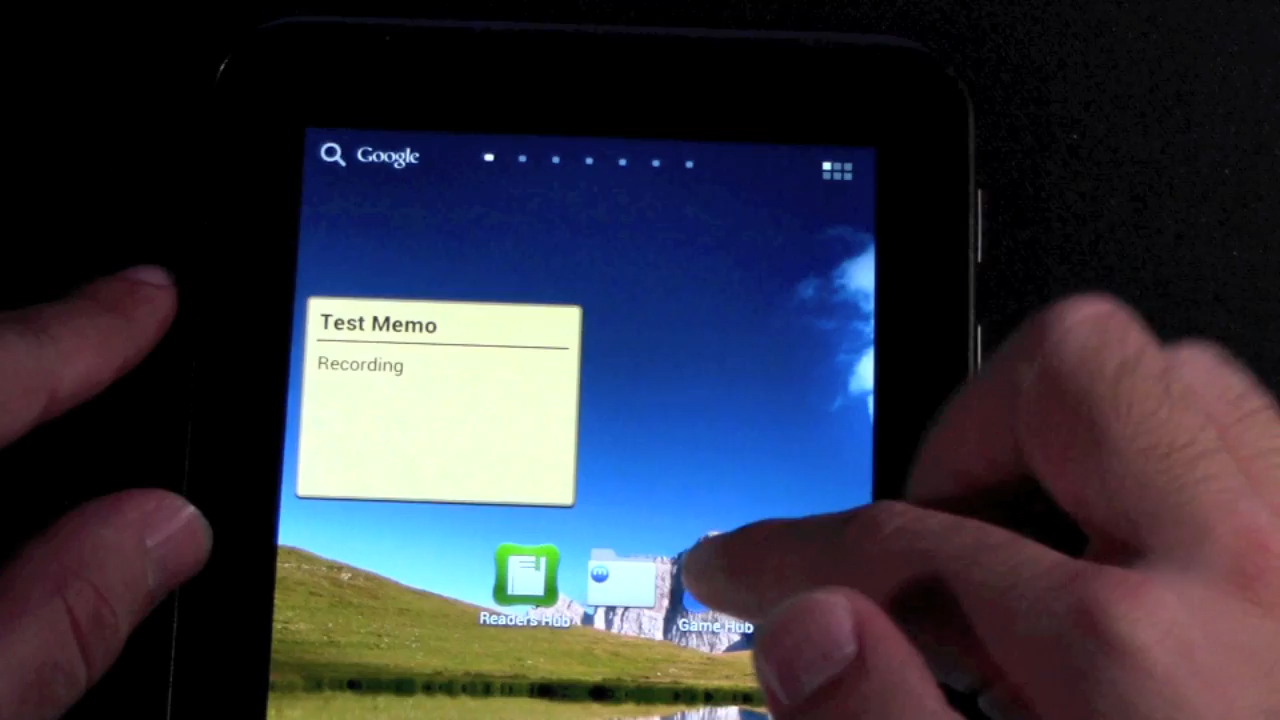 Google
Test Memo
Recording
m
Readers Hub
Game Hub